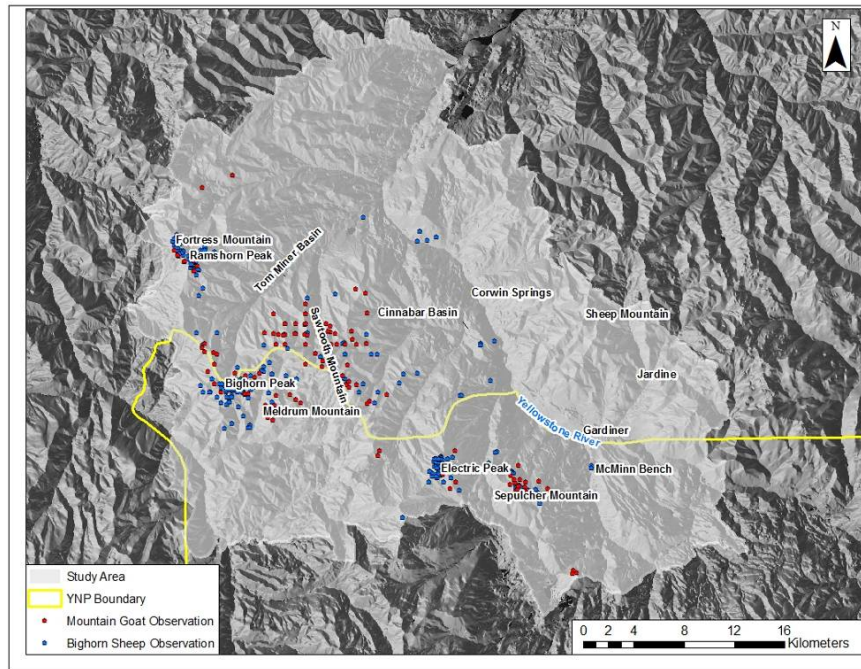 N
Fortress Mountain
Ramshorn Peak
Tom Miner Basin
Corwin Springs
Cinnabar Basin
Sheep Mountain
Sawtooth Mountain
Jardine
Bighorn Peak
Meldrum Mountain
Yellowstone River
Gardiner
Electric Peak
McMinn Bench
Sepulcher Mountain
Study Area
YNP Boundary
Mountain Goat Observation
Bighorn Sheep Observation
0 2 4 8 12 16
Kilometers